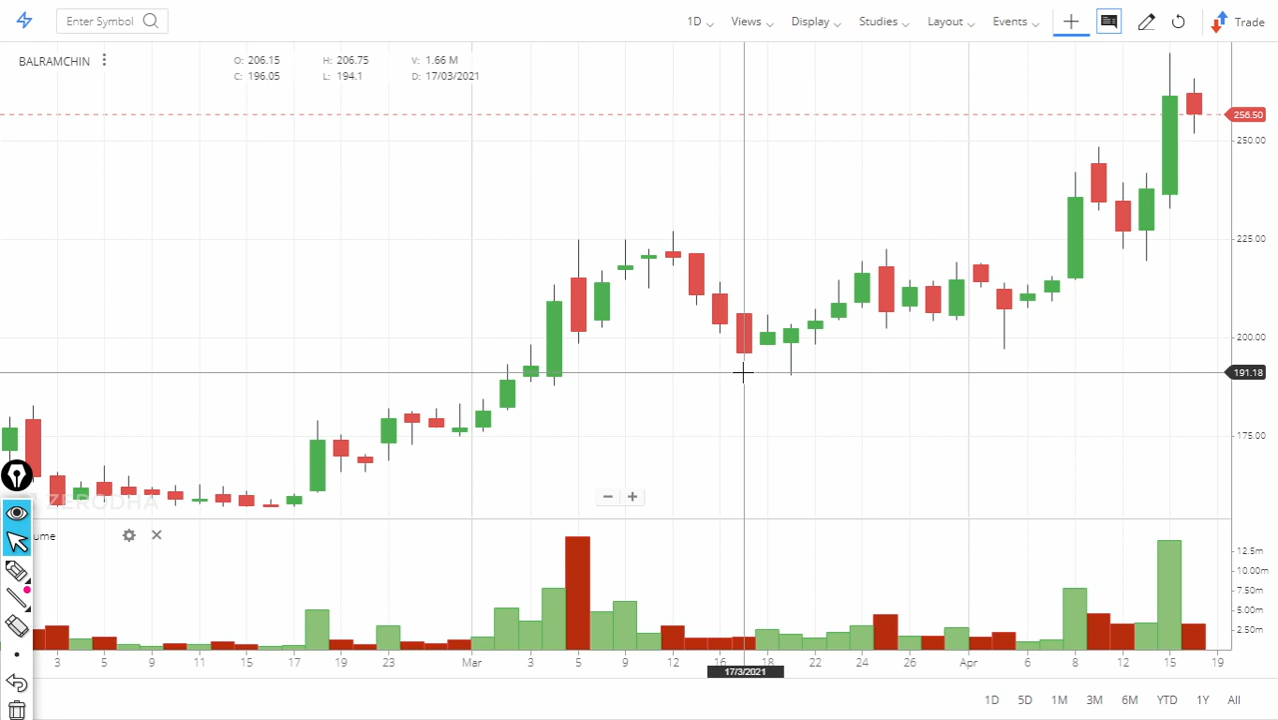 Enter Symbol
1D Views Display Studies Layout Events Trade
BALRAMCHIN
O: 206.15 H: 206.75 V: 1.66 M
C: 196.05 L: 194.1 D: 17/03/2021
256.50
250.00
225.00
200.00
191.18
175.00
ZERODHA
ume
12.5m
10.00m
7.50m
5.00m
2.50m
3 5 9 11 15 17 19 23 Mar 3 5 9 12 16 18 22 24 26 Apr 6 8 12 15 19
17/3/2021
1D 5D 1M 3M 6M YTD 1Y All